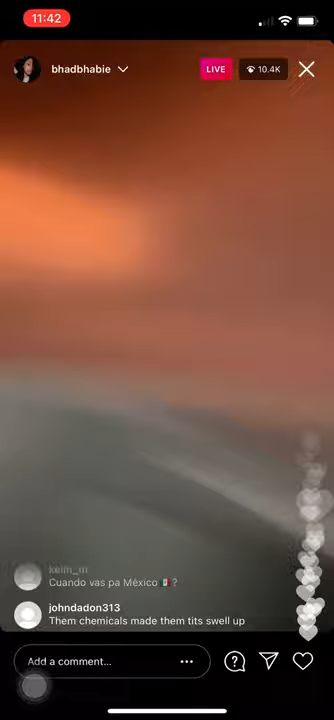 11:42
bhadbhabie
LIVE
10.4K
Cuando vas pa México 🇲🇽?
johndadon313
Them chemicals made them tits swell up
Add a comment...